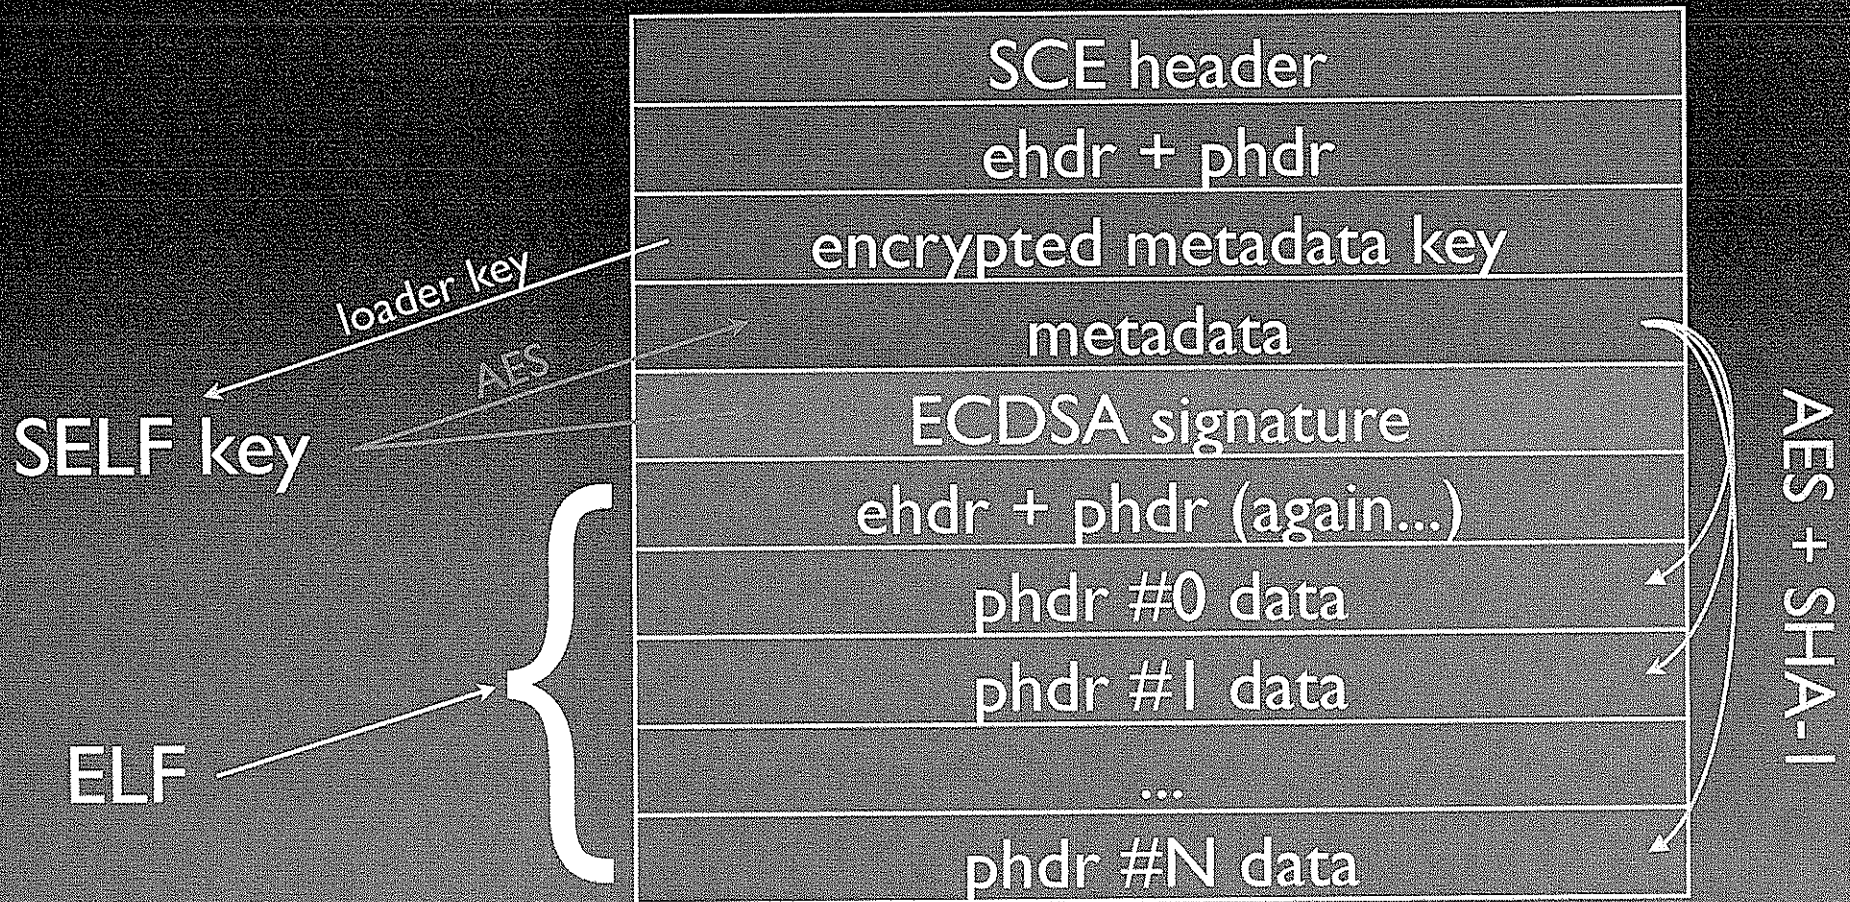 SCE header
ehdr + phdr
encrypted metadata key
loader key
metadata
AES
ECDSA signature
SELF key
ehdr + phdr (again...)
phdr #0 data
phdr #1 data
AES + SHA-1
ELF
...
phdr #N data